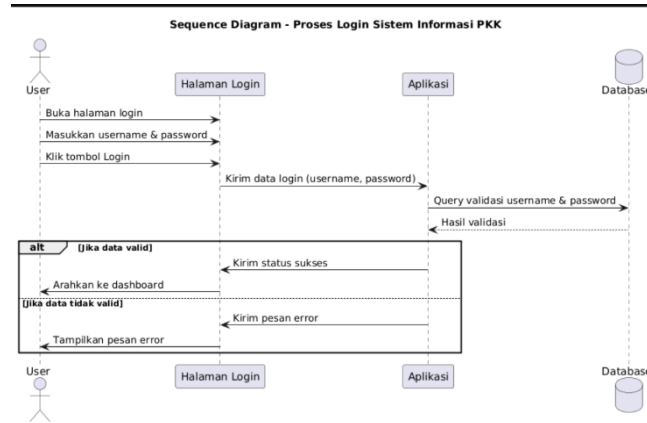 Sequence Diagram - Proses Login Sistem Informasi PKK
User
Halaman Login
Aplikasi
Database
Buka halaman login
Masukkan username & password
Klik tombol Login
Kirim data login (username, password)
Query validasi username & password
Hasil validasi
alt [Jika data valid]
Kirim status sukses
Arahkan ke dashboard
[Jika data tidak valid]
Kirim pesan error
Tampilkan pesan error
User
Halaman Login
Aplikasi
Database